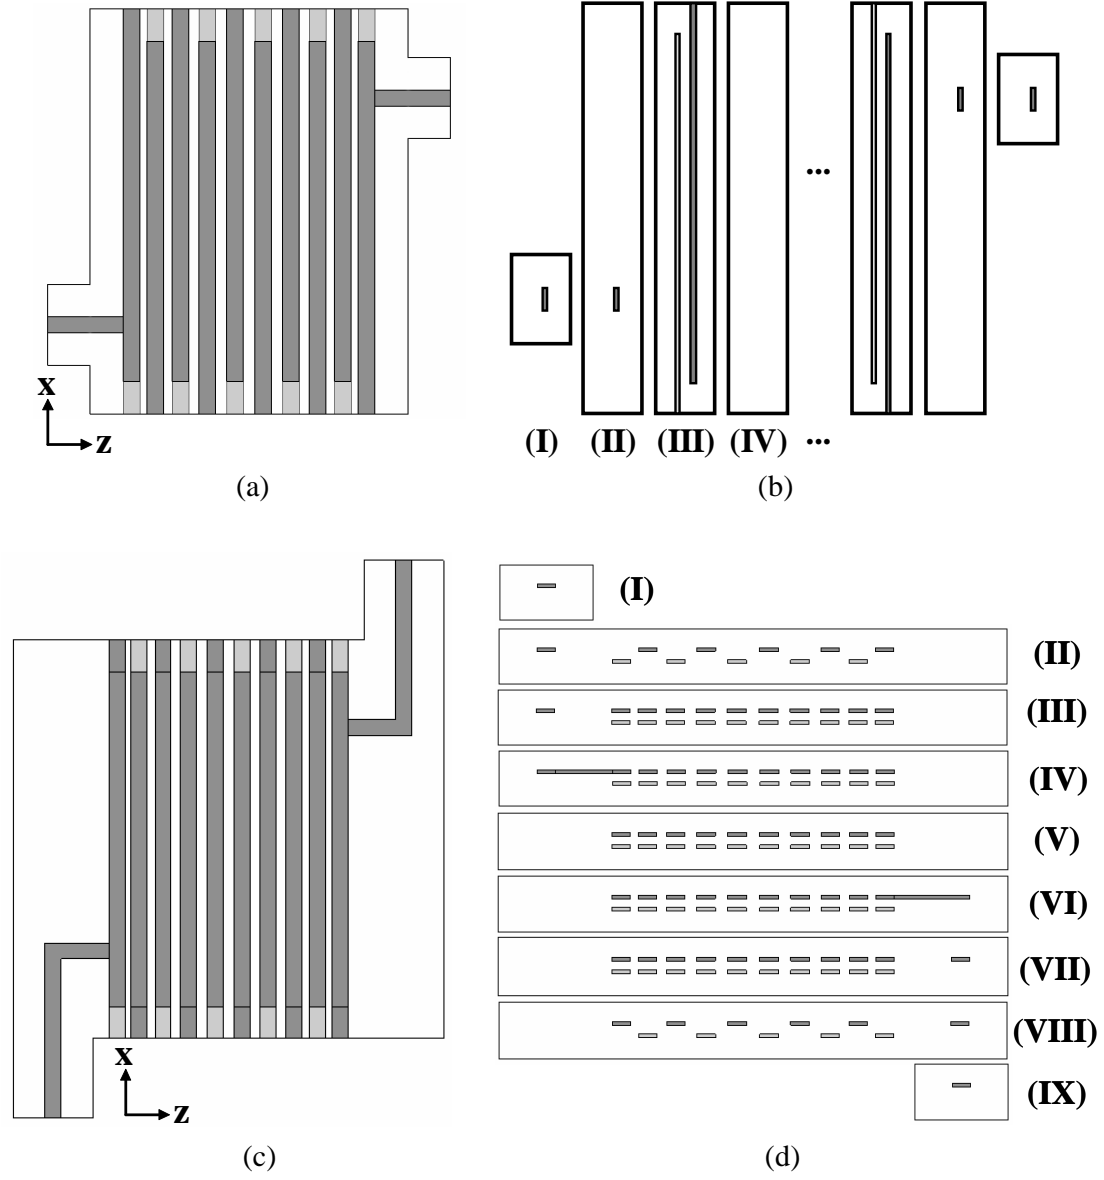 x
z
(a)
...
(I) (II) (III) (IV) ...
(b)
x
z
(c)
(I)
(II)
(III)
(IV)
(V)
(VI)
(VII)
(VIII)
(IX)
(d)